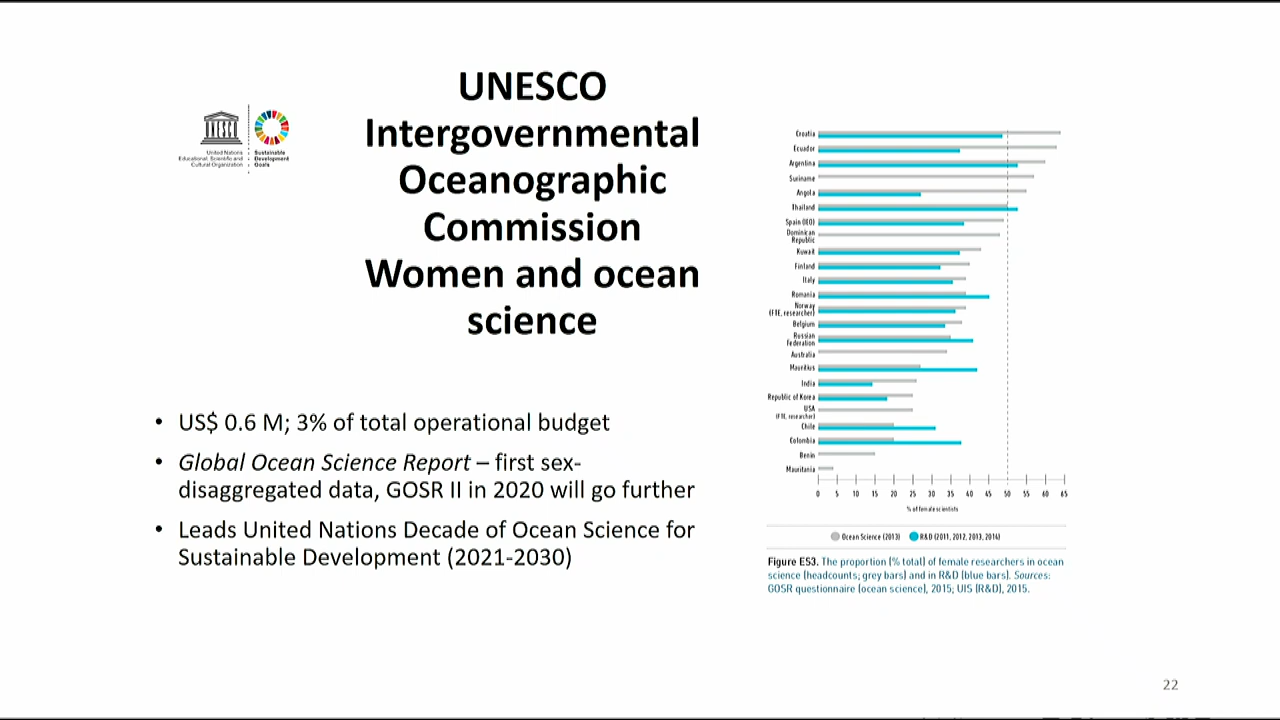 UNESCO
Intergovernmental
Oceanographic
Commission
Women and ocean
science
United Nations
Educational, Scientific and
Cultural Organization
Sustainable
Development
Goals
• US$ 0.6 M; 3% of total operational budget
• Global Ocean Science Report – first sex-
disaggregated data, GOSR II in 2020 will go further
• Leads United Nations Decade of Ocean Science for
Sustainable Development (2021-2030)
Croatia
Ecuador
Argentina
Suriname
Angola
Thailand
Spain (IEO)
Dominican
Republic
Kuwait
Finland
Italy
Romania
Norway
(FTE, researcher)
Belgium
Russian
Federation
Australia
Mauritius
India
Republic of Korea
USA
(FTE, researcher)
Chile
Colombia
Benin
Mauritania
0 5 10 15 20 25 30 35 40 45 50 55 60 65
% of female scientists
Ocean Science (2013) R&D (2011, 2012, 2013, 2014)
Figure ES3. The proportion (% total) of female researchers in ocean
science (headcounts; grey bars) and in R&D (blue bars). Sources:
GOSR questionnaire (ocean science), 2015; UIS (R&D), 2015.
22